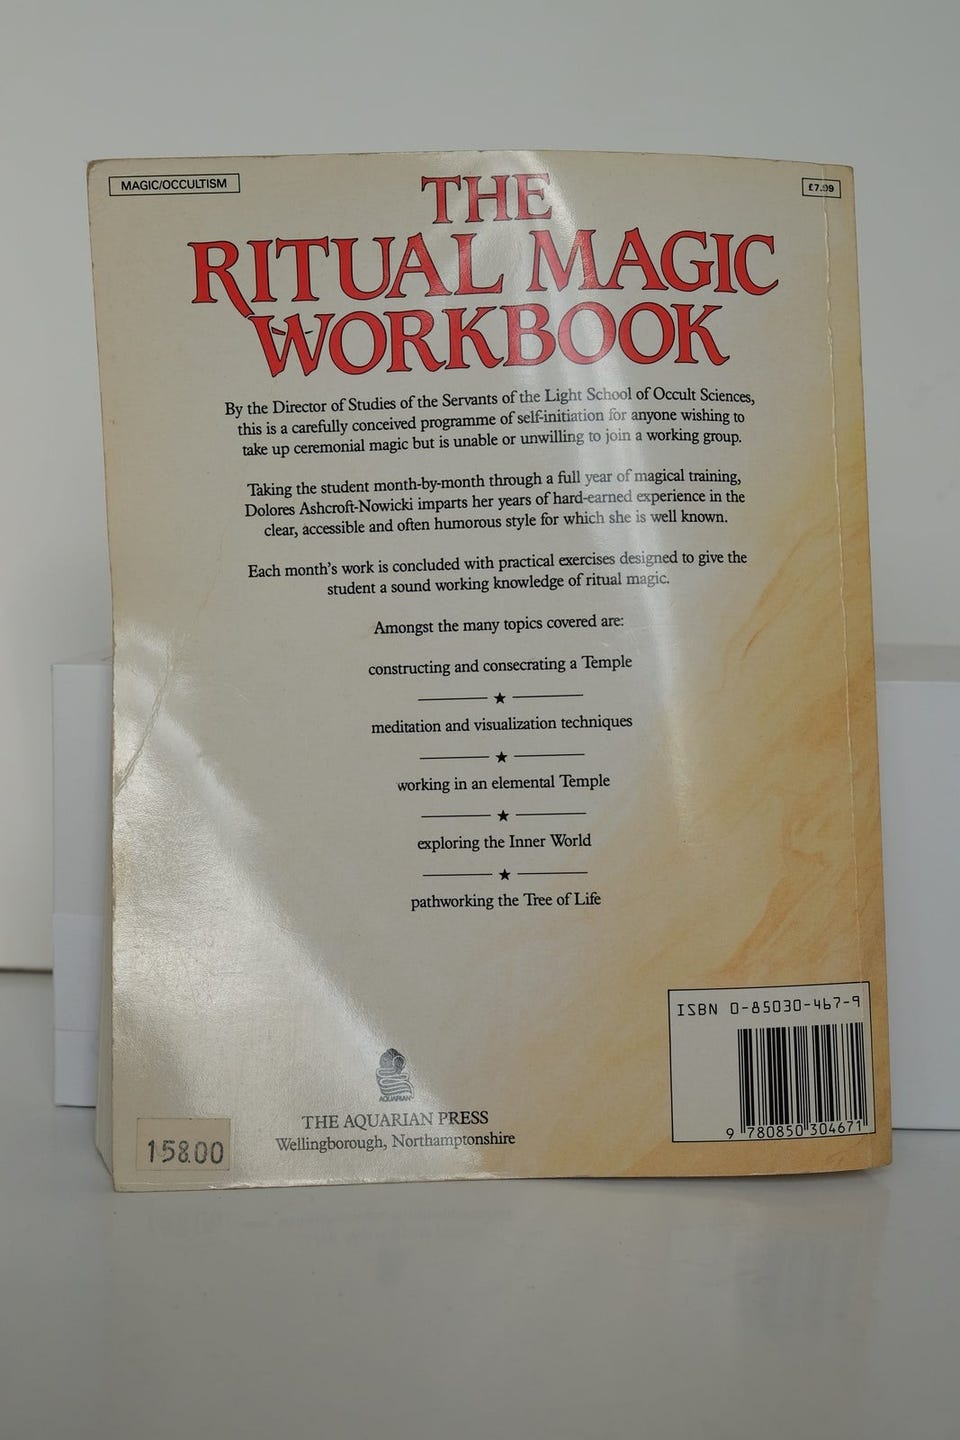 MAGIC/OCCULTISM
£7.99
THE
RITUAL MAGIC
WORKBOOK
By the Director of Studies of the Servants of the Light School of Occult Sciences,
this is a carefully conceived programme of self-initiation for anyone wishing to
take up ceremonial magic but is unable or unwilling to join a working group.
Taking the student month-by-month through a full year of magical training,
Dolores Ashcroft-Nowicki imparts her years of hard-earned experience in the
clear, accessible and often humorous style for which she is well known.
Each month's work is concluded with practical exercises designed to give the
student a sound working knowledge of ritual magic.
Amongst the many topics covered are:
constructing and consecrating a Temple
meditation and visualization techniques
working in an elemental Temple
exploring the Inner World
pathworking the Tree of Life
ISBN 0-85030-467-9
9 780850 304671
AQUARIAN
THE AQUARIAN PRESS
Wellingborough, Northamptonshire
158.00